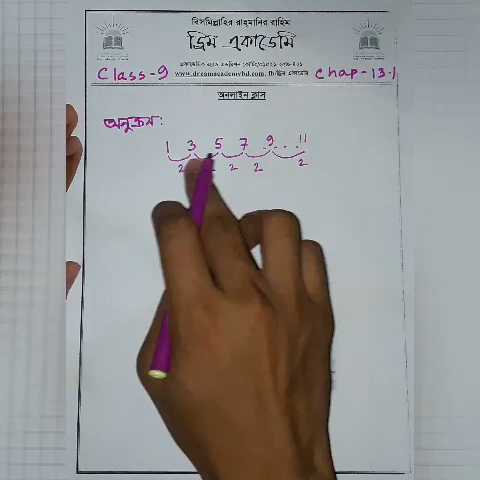 বিসমিল্লাহির রাহমানির রাহিম
ড্রিম একাডেমি
www.dreamacademybd.com
Class-9
Chap-13.1
অনলাইন ক্লাস
অনুক্রম:
1 3 5 7 9 . . . 11
2 2 2 2